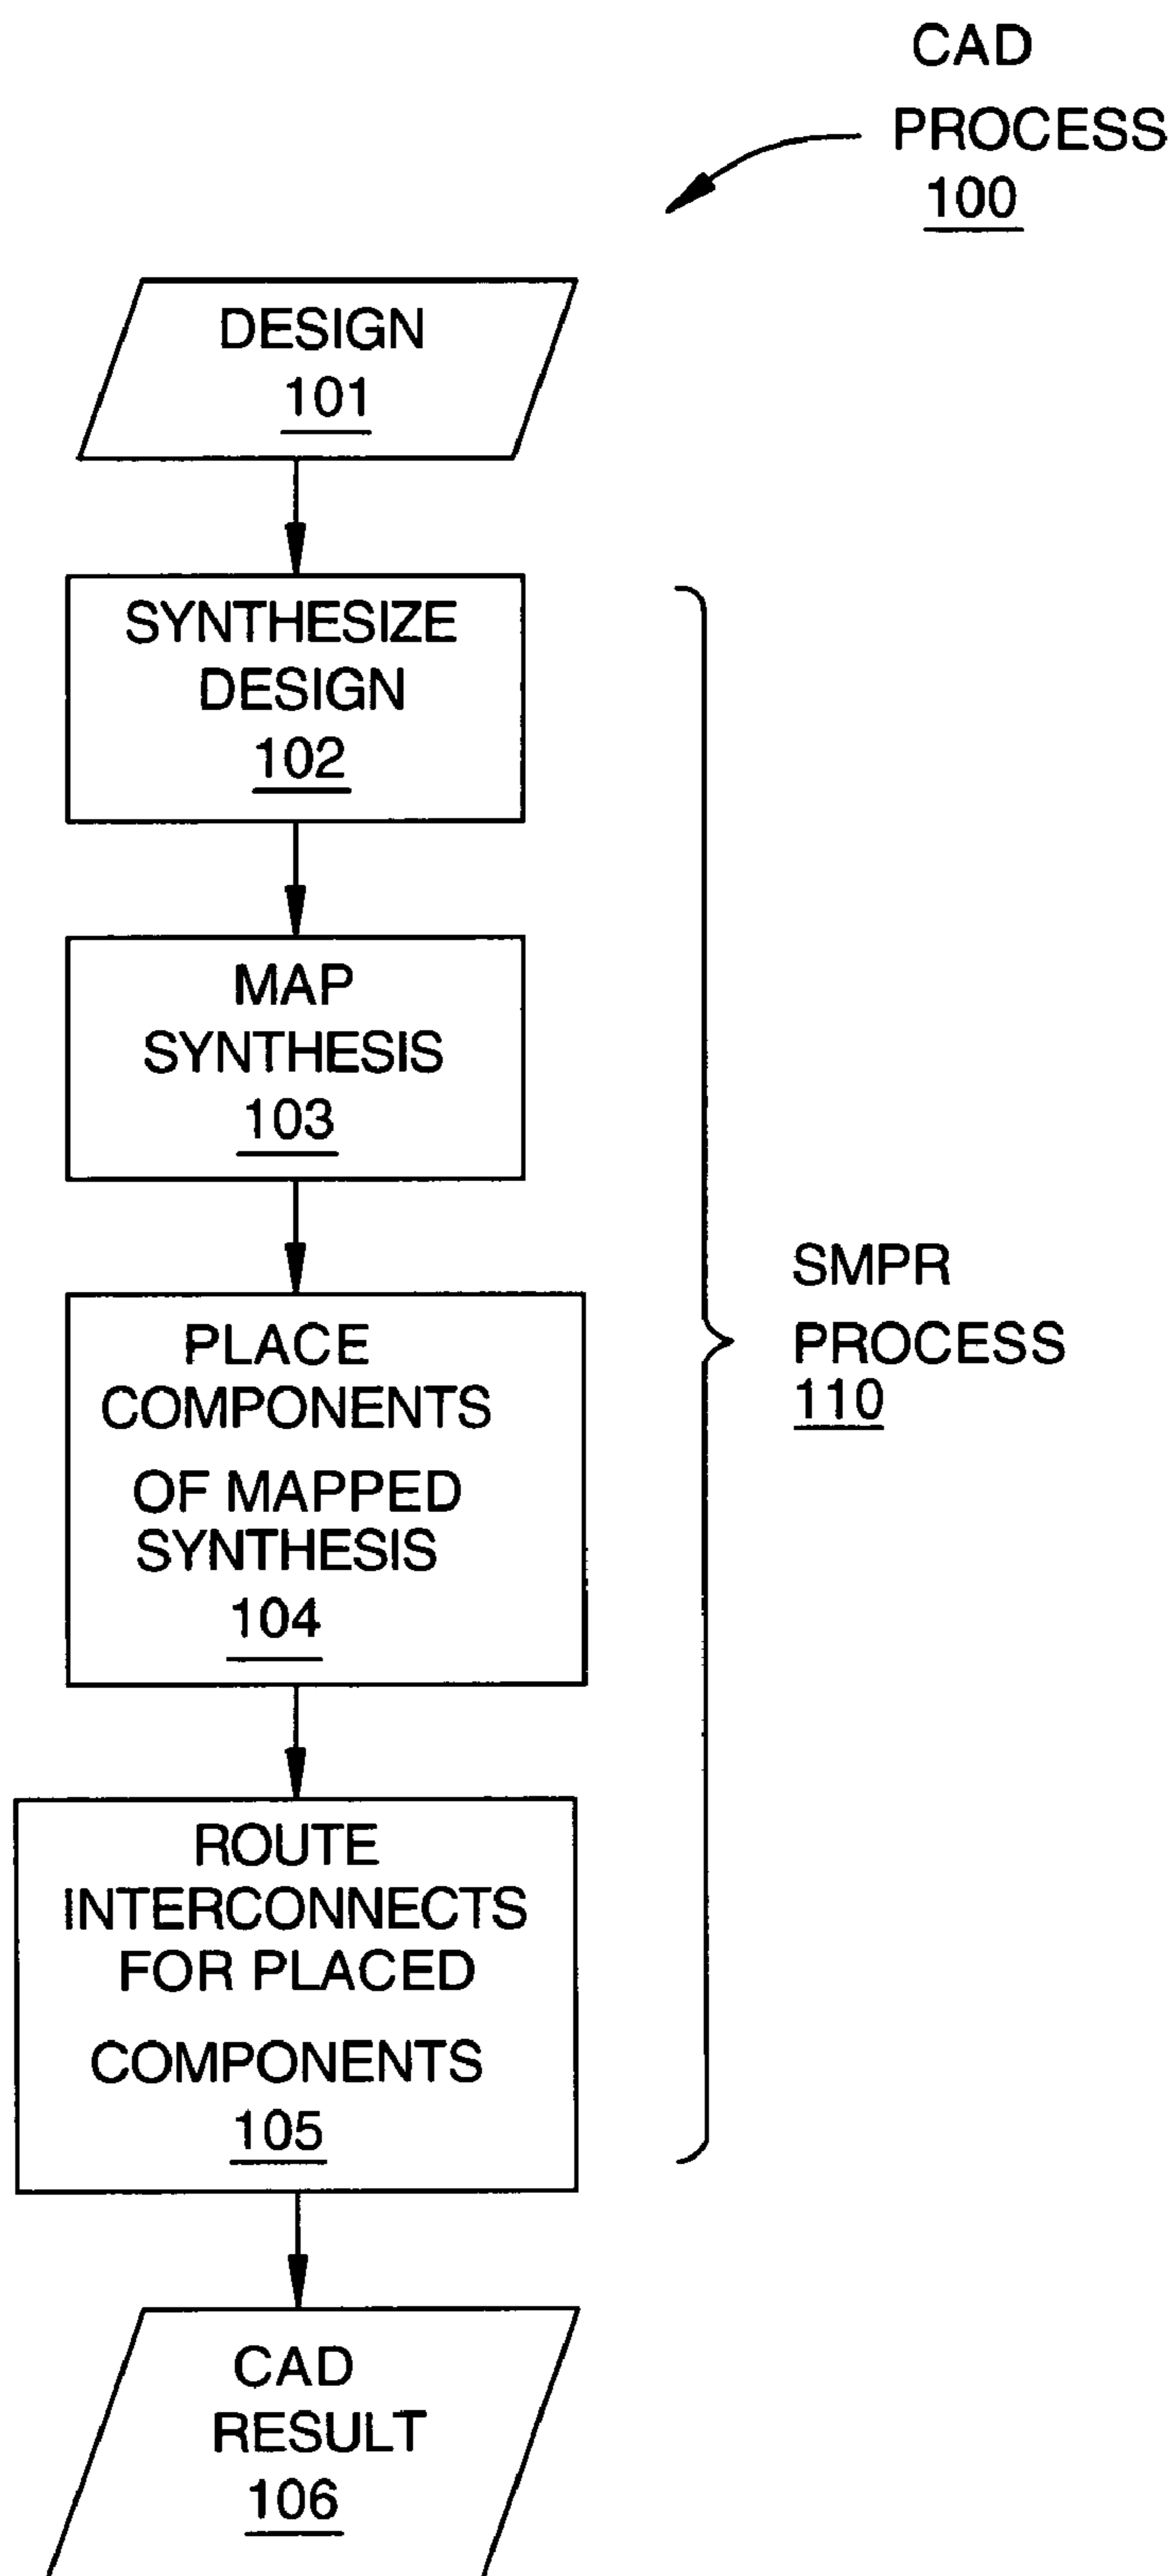 CAD
PROCESS
100
DESIGN
101
SYNTHESIZE
DESIGN
102
MAP
SYNTHESIS
103
PLACE
COMPONENTS
OF MAPPED
SYNTHESIS
104
SMPR
PROCESS
110
ROUTE
INTERCONNECTS
FOR PLACED
COMPONENTS
105
CAD
RESULT
106